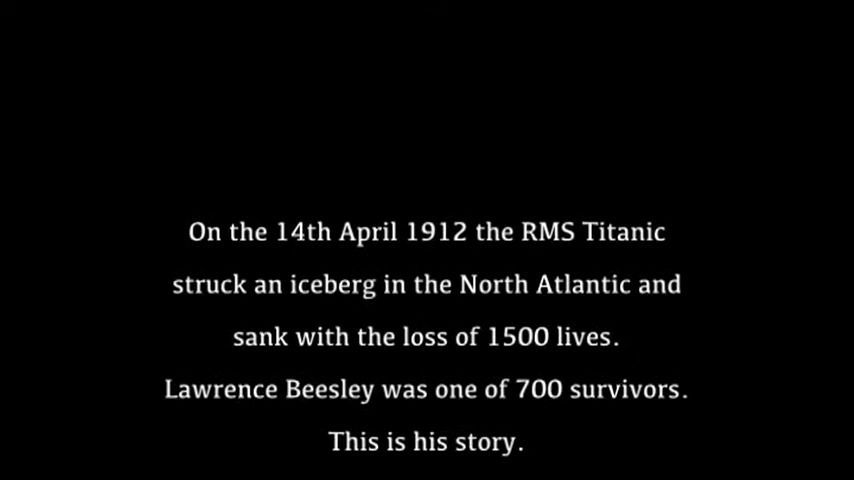 On the 14th April 1912 the RMS Titanic
struck an iceberg in the North Atlantic and
sank with the loss of 1500 lives.
Lawrence Beesley was one of 700 survivors.
This is his story.